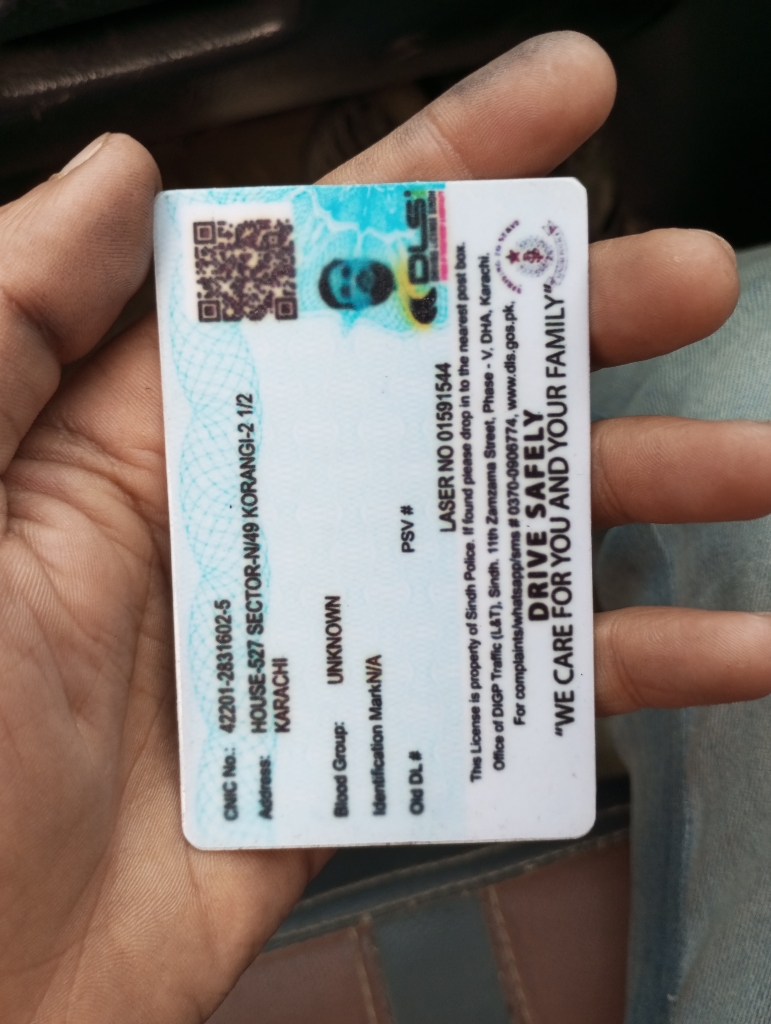 DLS
CNIC No.: 42201-2831602-5
Address: HOUSE-527 SECTOR-N/49 KORANGI-2 1/2
KARACHI
Blood Group: UNKNOWN
Identification Mark:N/A
Old DL # PSV #
LASER NO 01591544
This License is property of Sindh Police. If found please drop in to the nearest post box.
Office of DIGP Traffic (L&T), Sindh. 11th Zamzama Street, Phase - V, DHA, Karachi.
For complaints/whatsapp/sms # 0370-0906774, www.dls.gos.pk,
DRIVE SAFELY
"WE CARE FOR YOU AND YOUR FAMILY"